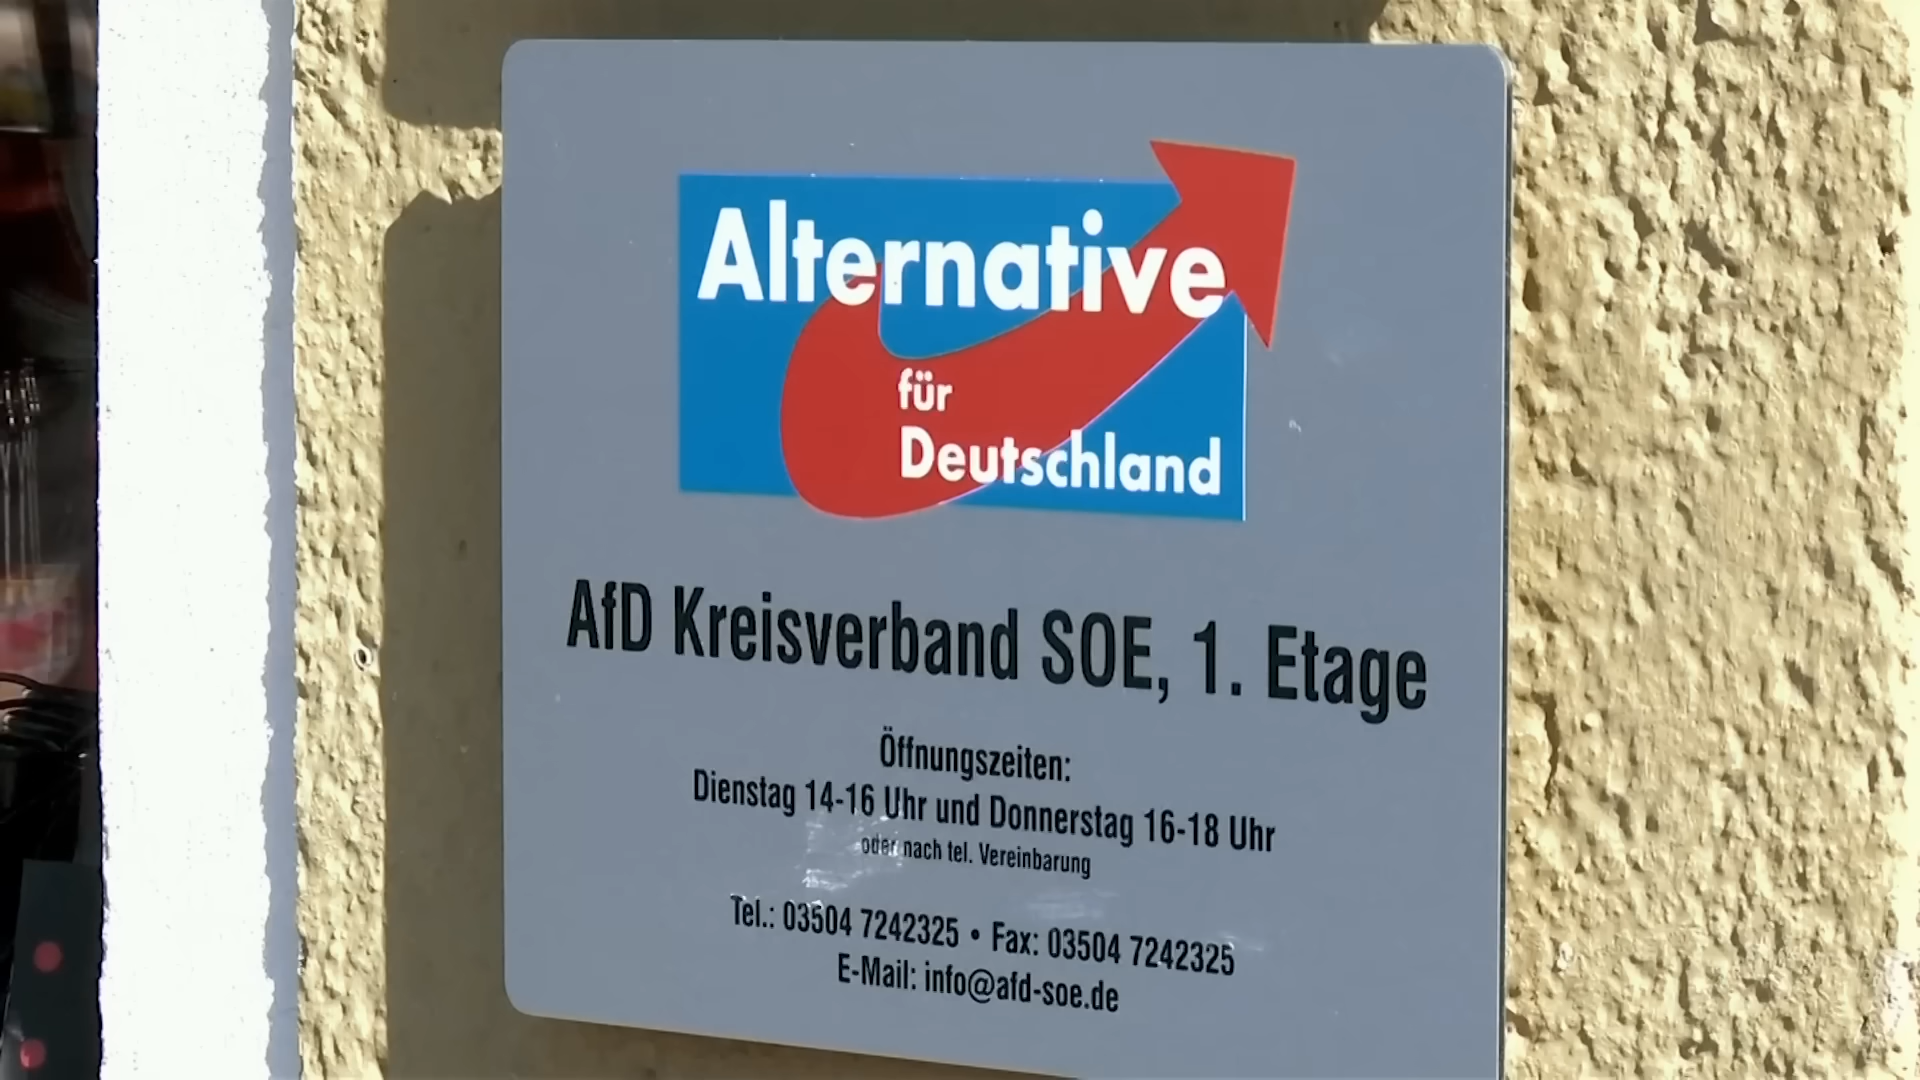 Alternative
für
Deutschland
AfD Kreisverband SOE, 1. Etage
Öffnungszeiten:
Dienstag 14-16 Uhr und Donnerstag 16-18 Uhr
oder nach tel. Vereinbarung
Tel.: 03504 7242325 • Fax: 03504 7242325
E-Mail: info@afd-soe.de